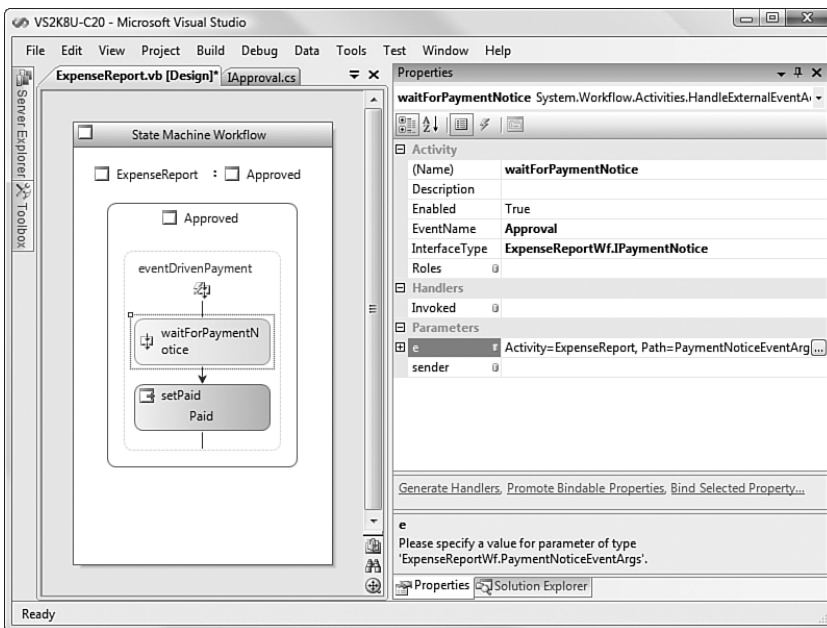 VS2K8U-C20 - Microsoft Visual Studio
File Edit View Project Build Debug Data Tools Test Window Help
Server Explorer
Toolbox
ExpenseReport.vb [Design]* IApproval.cs
State Machine Workflow
ExpenseReport : Approved
Approved
eventDrivenPayment
waitForPaymentN
otice
setPaid
Paid
Properties
waitForPaymentNotice System.Workflow.Activities.HandleExternalEventA
Activity
(Name) waitForPaymentNotice
Description
Enabled True
EventName Approval
InterfaceType ExpenseReportWf.IPaymentNotice
Roles
Handlers
Invoked
Parameters
e Activity=ExpenseReport, Path=PaymentNoticeEventArg ...
sender
Generate Handlers, Promote Bindable Properties, Bind Selected Property...
e
Please specify a value for parameter of type
'ExpenseReportWf.PaymentNoticeEventArgs'.
Properties Solution Explorer
Ready